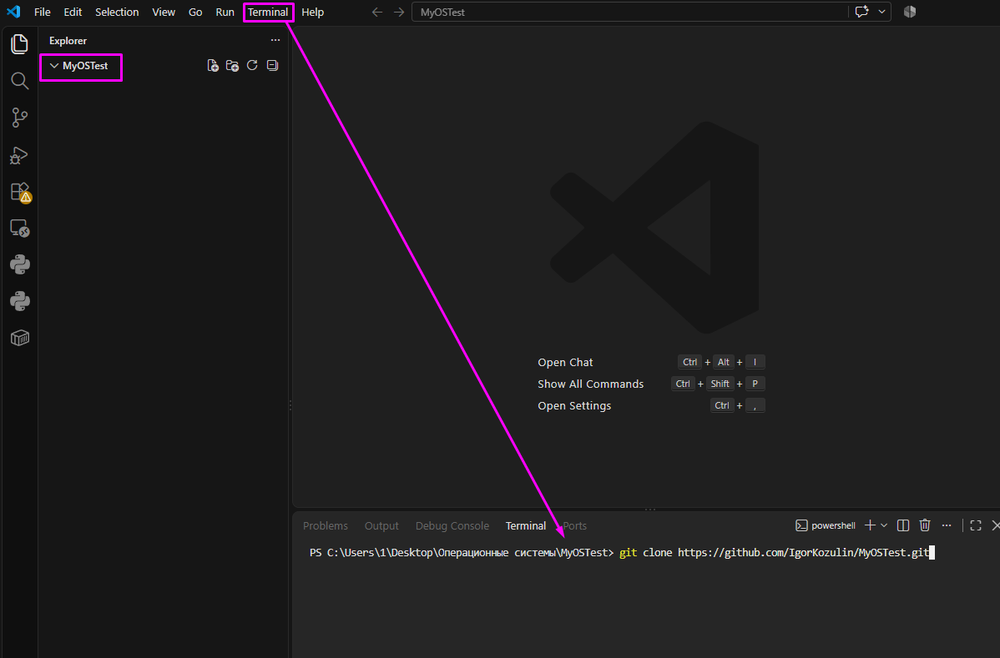 File Edit Selection View Go Run Terminal Help MyOSTest
Explorer
MyOSTest
Open Chat Ctrl + Alt + I
Show All Commands Ctrl + Shift + P
Open Settings Ctrl + ,
Problems Output Debug Console Terminal Ports powershell
PS C:\Users\1\Desktop\Операционные системы\MyOSTest> git clone https://github.com/IgorKozulin/MyOSTest.git